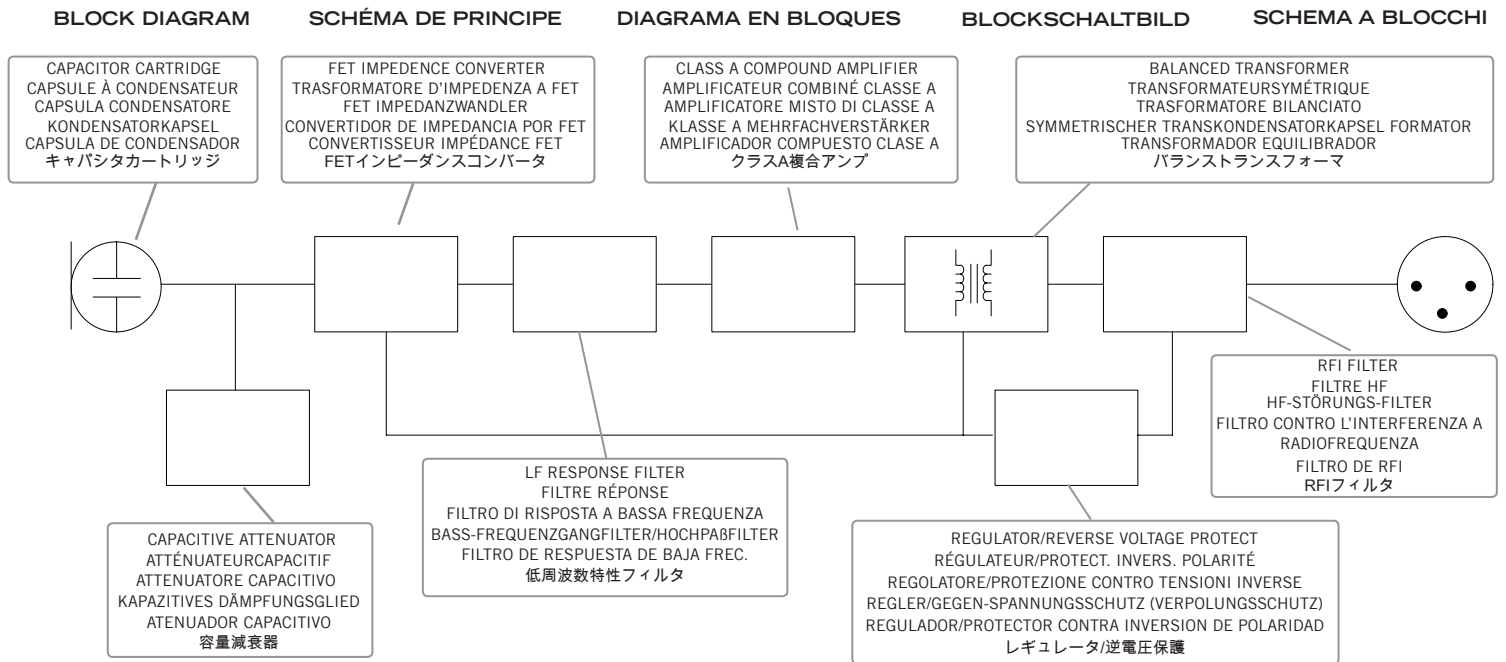 BLOCK DIAGRAM
SCHÉMA DE PRINCIPE
DIAGRAMA EN BLOQUES
BLOCKSCHALTBILD
SCHEMA A BLOCCHI
CAPACITOR CARTRIDGE
CAPSULE À CONDENSATEUR
CAPSULA CONDENSATORE
KONDENSATORKAPSEL
CAPSULA DE CONDENSADOR
キャパシタカートリッジ
FET IMPEDENCE CONVERTER
TRASFORMATORE D'IMPEDENZA A FET
FET IMPEDANZWANDLER
CONVERTIDOR DE IMPEDANCIA POR FET
CONVERTISSEUR IMPÉDANCE FET
FETインピーダンスコンバータ
CLASS A COMPOUND AMPLIFIER
AMPLIFICATEUR COMBINÉ CLASSE A
AMPLIFICATORE MISTO DI CLASSE A
KLASSE A MEHRFACHVERSTÄRKER
AMPLIFICADOR COMPUESTO CLASE A
クラスA複合アンプ
BALANCED TRANSFORMER
TRANSFORMATEURSYMÉTRIQUE
TRASFORMATORE BILANCIATO
SYMMETRISCHER TRANSKONDENSATORKAPSEL FORMATOR
TRANSFORMADOR EQUILIBRADOR
バランストランスフォーマ
RFI FILTER
FILTRE HF
HF-STÖRUNGS-FILTER
FILTRO CONTRO L'INTERFERENZA A
RADIOFREQUENZA
FILTRO DE RFI
RFIフィルタ
CAPACITIVE ATTENUATOR
ATTÉNUATEURCAPACITIF
ATTENUATORE CAPACITIVO
KAPAZITIVES DÄMPFUNGSGLIED
ATENUADOR CAPACITIVO
容量減衰器
LF RESPONSE FILTER
FILTRE RÉPONSE
FILTRO DI RISPOSTA A BASSA FREQUENZA
BASS-FREQUENZGANGFILTER/HOCHPAßFILTER
FILTRO DE RESPUESTA DE BAJA FREC.
低周波数特性フィルタ
REGULATOR/REVERSE VOLTAGE PROTECT
RÉGULATEUR/PROTECT. INVERS. POLARITÉ
REGOLATORE/PROTEZIONE CONTRO TENSIONI INVERSE
REGLER/GEGEN-SPANNUNGSSCHUTZ (VERPOLUNGSSCHUTZ)
REGULADOR/PROTECTOR CONTRA INVERSION DE POLARIDAD
レギュレータ/逆電圧保護